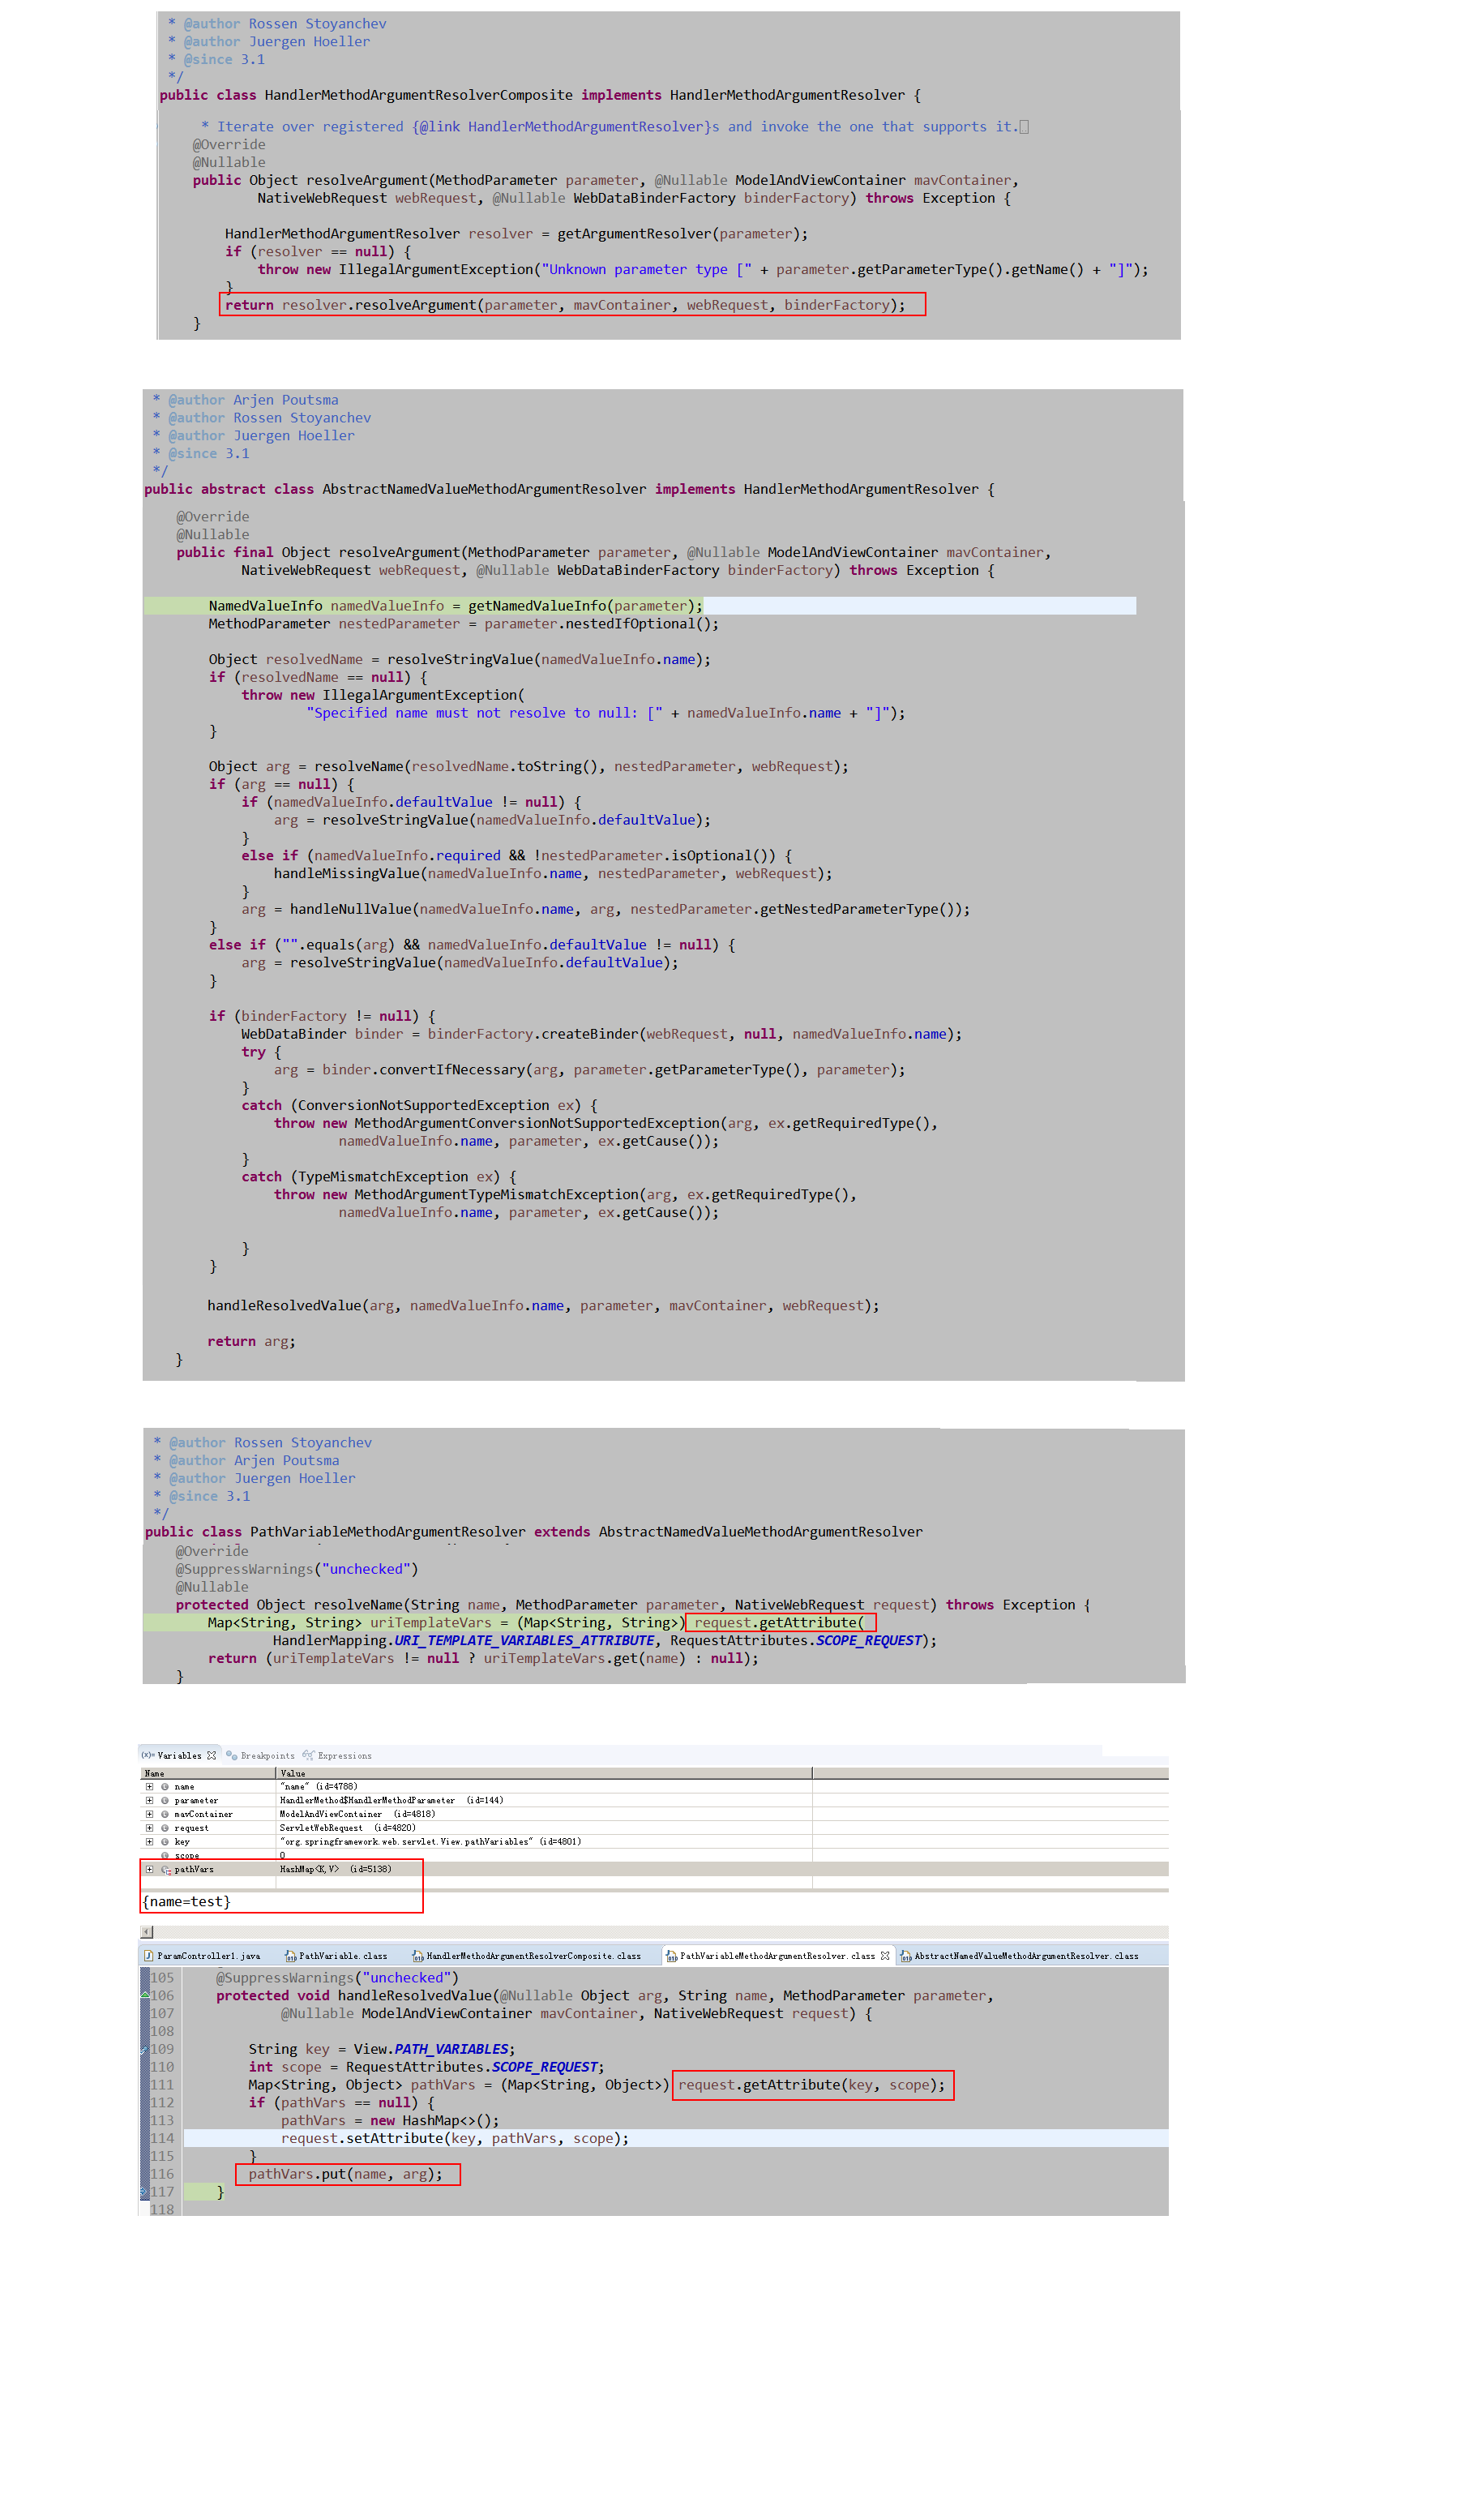 * @author Rossen Stoyanchev
* @author Juergen Hoeller
* @since 3.1
*/
public class HandlerMethodArgumentResolverComposite implements HandlerMethodArgumentResolver {
* Iterate over registered {@link HandlerMethodArgumentResolver}s and invoke the one that supports it.
@Override
@Nullable
public Object resolveArgument(MethodParameter parameter, @Nullable ModelAndViewContainer mavContainer,
NativeWebRequest webRequest, @Nullable WebDataBinderFactory binderFactory) throws Exception {
HandlerMethodArgumentResolver resolver = getArgumentResolver(parameter);
if (resolver == null) {
throw new IllegalArgumentException("Unknown parameter type [" + parameter.getParameterType().getName() + "]");
}
return resolver.resolveArgument(parameter, mavContainer, webRequest, binderFactory);
}
* @author Arjen Poutsma
* @author Rossen Stoyanchev
* @author Juergen Hoeller
* @since 3.1
*/
public abstract class AbstractNamedValueMethodArgumentResolver implements HandlerMethodArgumentResolver {
@Override
@Nullable
public final Object resolveArgument(MethodParameter parameter, @Nullable ModelAndViewContainer mavContainer,
NativeWebRequest webRequest, @Nullable WebDataBinderFactory binderFactory) throws Exception {
NamedValueInfo namedValueInfo = getNamedValueInfo(parameter);
MethodParameter nestedParameter = parameter.nestedIfOptional();
Object resolvedName = resolveStringValue(namedValueInfo.name);
if (resolvedName == null) {
throw new IllegalArgumentException(
"Specified name must not resolve to null: [" + namedValueInfo.name + "]");
}
Object arg = resolveName(resolvedName.toString(), nestedParameter, webRequest);
if (arg == null) {
if (namedValueInfo.defaultValue != null) {
arg = resolveStringValue(namedValueInfo.defaultValue);
}
else if (namedValueInfo.required && !nestedParameter.isOptional()) {
handleMissingValue(namedValueInfo.name, nestedParameter, webRequest);
}
arg = handleNullValue(namedValueInfo.name, arg, nestedParameter.getNestedParameterType());
}
else if ("".equals(arg) && namedValueInfo.defaultValue != null) {
arg = resolveStringValue(namedValueInfo.defaultValue);
}
if (binderFactory != null) {
WebDataBinder binder = binderFactory.createBinder(webRequest, null, namedValueInfo.name);
try {
arg = binder.convertIfNecessary(arg, parameter.getParameterType(), parameter);
}
catch (ConversionNotSupportedException ex) {
throw new MethodArgumentConversionNotSupportedException(arg, ex.getRequiredType(),
namedValueInfo.name, parameter, ex.getCause());
}
catch (TypeMismatchException ex) {
throw new MethodArgumentTypeMismatchException(arg, ex.getRequiredType(),
namedValueInfo.name, parameter, ex.getCause());
}
}
handleResolvedValue(arg, namedValueInfo.name, parameter, mavContainer, webRequest);
return arg;
}
* @author Rossen Stoyanchev
* @author Arjen Poutsma
* @author Juergen Hoeller
* @since 3.1
*/
public class PathVariableMethodArgumentResolver extends AbstractNamedValueMethodArgumentResolver
@Override
@SuppressWarnings("unchecked")
@Nullable
protected Object resolveName(String name, MethodParameter parameter, NativeWebRequest request) throws Exception {
Map<String, String> uriTemplateVars = (Map<String, String>) request.getAttribute(
HandlerMapping.URI_TEMPLATE_VARIABLES_ATTRIBUTE, RequestAttributes.SCOPE_REQUEST);
return (uriTemplateVars != null ? uriTemplateVars.get(name) : null);
}
(x)= Variables Breakpoints Expressions
Name Value
name "name" (id=4788)
parameter HandlerMethod$HandlerMethodParameter (id=144)
mavContainer ModelAndViewContainer (id=4818)
request ServletWebRequest (id=4820)
key "org.springframework.web.servlet.View.pathVariables" (id=4801)
scope 0
pathVars HashMap<K,V> (id=5138)
{name=test}
ParamController1.java PathVariable.class HandlerMethodArgumentResolverComposite.class PathVariableMethodArgumentResolver.class AbstractNamedValueMethodArgumentResolver.class
105 @SuppressWarnings("unchecked")
106 protected void handleResolvedValue(@Nullable Object arg, String name, MethodParameter parameter,
107 @Nullable ModelAndViewContainer mavContainer, NativeWebRequest request) {
108
109 String key = View.PATH_VARIABLES;
110 int scope = RequestAttributes.SCOPE_REQUEST;
111 Map<String, Object> pathVars = (Map<String, Object>) request.getAttribute(key, scope);
112 if (pathVars == null) {
113 pathVars = new HashMap<>();
114 request.setAttribute(key, pathVars, scope);
115 }
116 pathVars.put(name, arg);
117 }
118